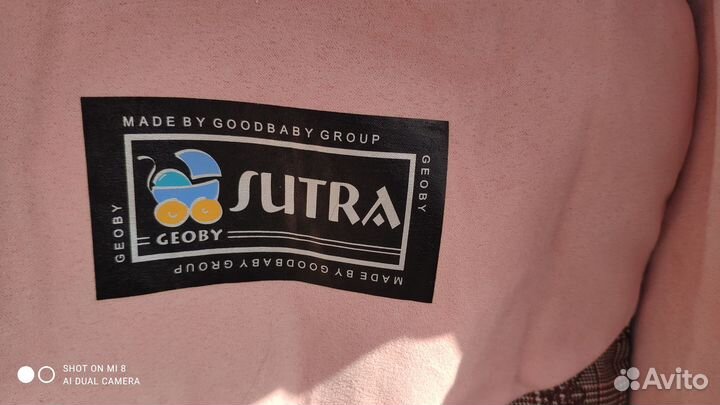 MADE BY GOODBABY GROUP
GEOBY
SUTRA
GEOBY
GEOBY
MADE BY GOODBABY GROUP
SHOT ON MI 8
AI DUAL CAMERA
Avito